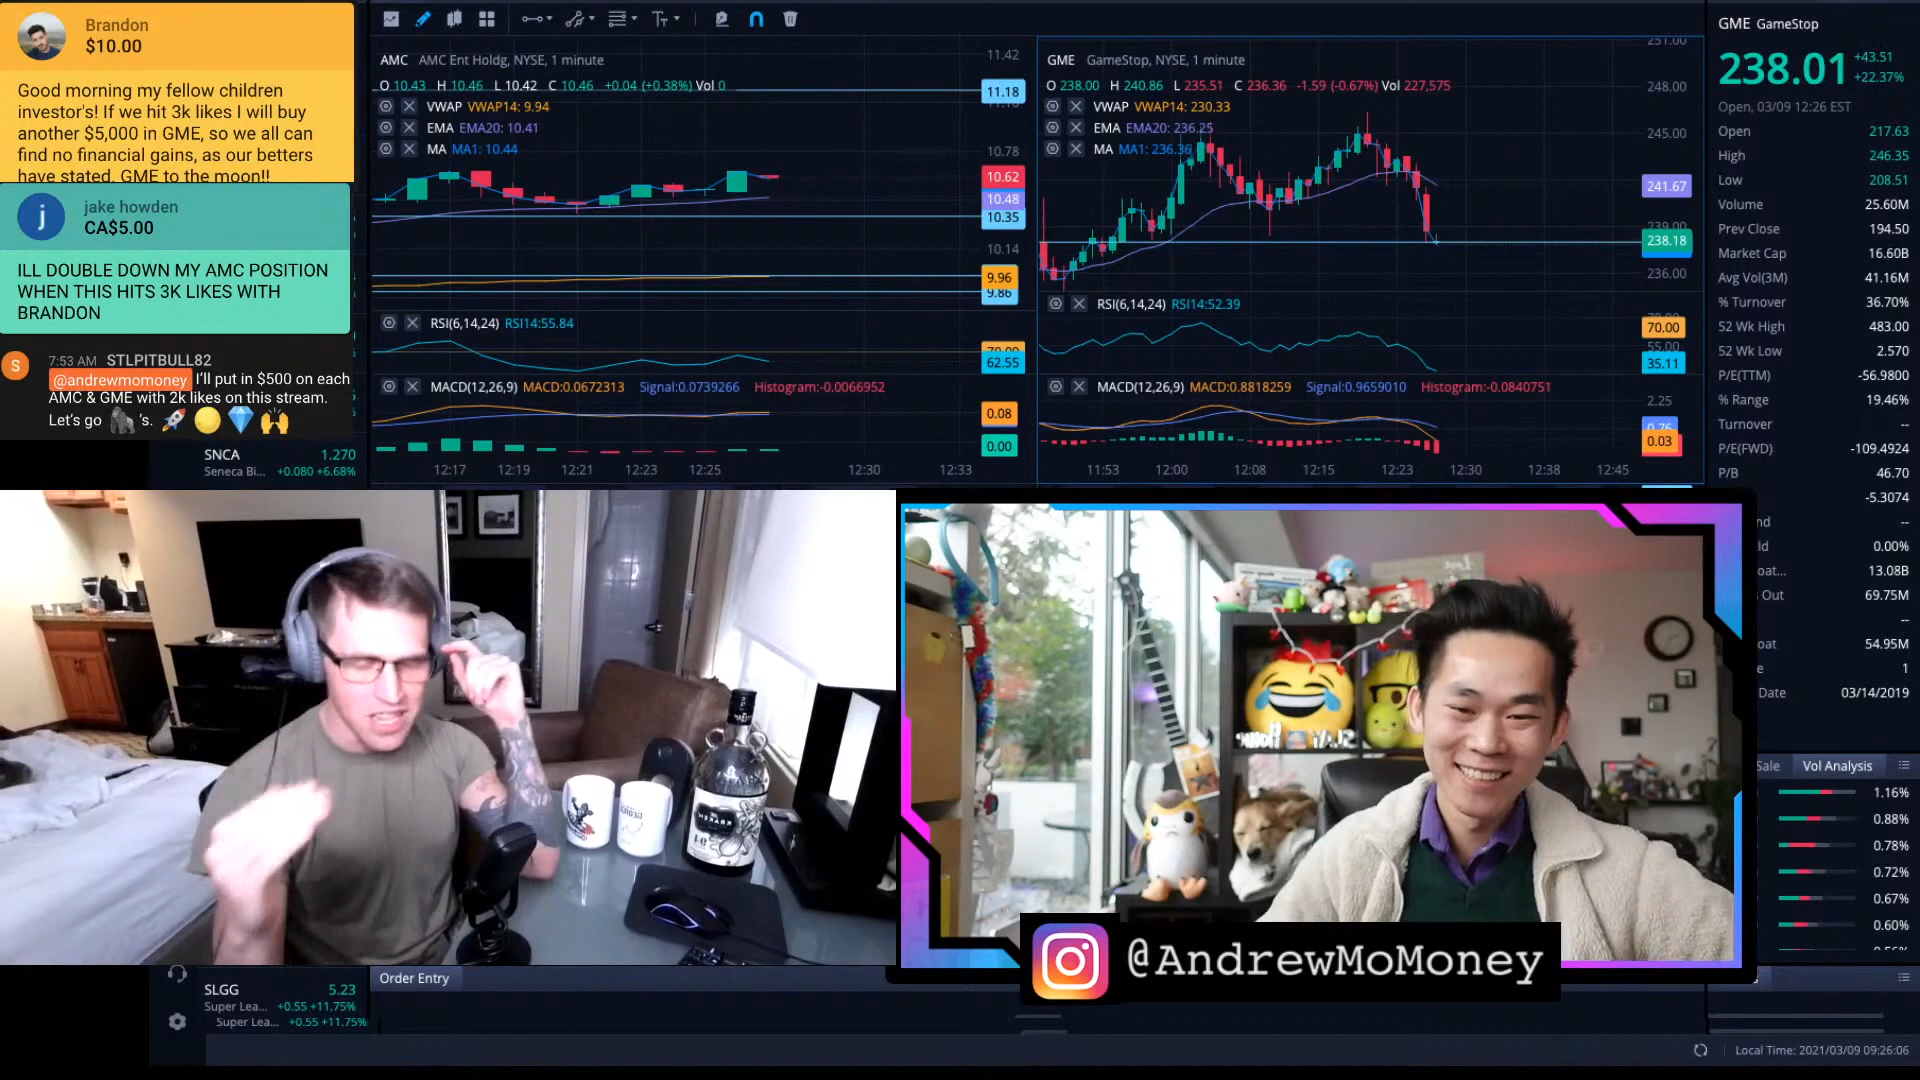 Brandon
$10.00
Good morning my fellow children
investor's! If we hit 3k likes I will buy
another $5,000 in GME, so we all can
find no financial gains, as our betters
have stated. GME to the moon!!
j
jake howden
CA$5.00
ILL DOUBLE DOWN MY AMC POSITION
WHEN THIS HITS 3K LIKES WITH
BRANDON
S
7:53 AM STLPITBULL82
@andrewmomoney I'll put in $500 on each
AMC & GME with 2k likes on this stream.
Let's go 🦍's. 🚀🌕💎🙌
SNCA 1.270
Seneca Bi... +0.080 +6.68%
AMC AMC Ent Holdg, NYSE, 1 minute
O 10.43 H 10.46 L 10.42 C 10.46 +0.04 (+0.38%) Vol 0
VWAP VWAP14: 9.94
EMA EMA20: 10.41
MA MA1: 10.44
11.42
11.18
10.78
10.62
10.48
10.35
10.14
9.96
9.86
RSI(6,14,24) RSI14:55.84
62.55
MACD(12,26,9) MACD:0.0672313 Signal:0.0739266 Histogram:-0.0066952
0.08
0.00
12:17 12:19 12:21 12:23 12:25 12:30 12:33
GME GameStop, NYSE, 1 minute
O 238.00 H 240.86 L 235.51 C 236.36 -1.59 (-0.67%) Vol 227,575
VWAP VWAP14: 230.33
EMA EMA20: 236.25
MA MA1: 236.36
251.00
248.00
245.00
241.67
239.00
238.18
236.00
RSI(6,14,24) RSI14:52.39
70.00
55.00
35.11
MACD(12,26,9) MACD:0.8818259 Signal:0.9659010 Histogram:-0.0840751
2.25
0.76
0.03
11:53 12:00 12:08 12:15 12:23 12:30 12:38 12:45
GME GameStop
238.01 +43.51
+22.37%
Open, 03/09 12:26 EST
Open 217.63
High 246.35
Low 208.51
Volume 25.60M
Prev Close 194.50
Market Cap 16.60B
Avg Vol(3M) 41.16M
% Turnover 36.70%
52 Wk High 483.00
52 Wk Low 2.570
P/E(TTM) -56.9800
% Range 19.46%
Turnover --
P/E(FWD) -109.4924
P/B 46.70
-5.3074
nd --
ld 0.00%
oat... 13.08B
s Out 69.75M
--
oat 54.95M
e 1
Date 03/14/2019
Sale Vol Analysis
1.16%
0.88%
0.78%
0.72%
0.67%
0.60%
KRAKEN
94
@AndrewMoMoney
SLGG 5.23
Super Lea... +0.55 +11.75%
Super Lea... +0.55 +11.75%
Order Entry
Local Time: 2021/03/09 09:26:06